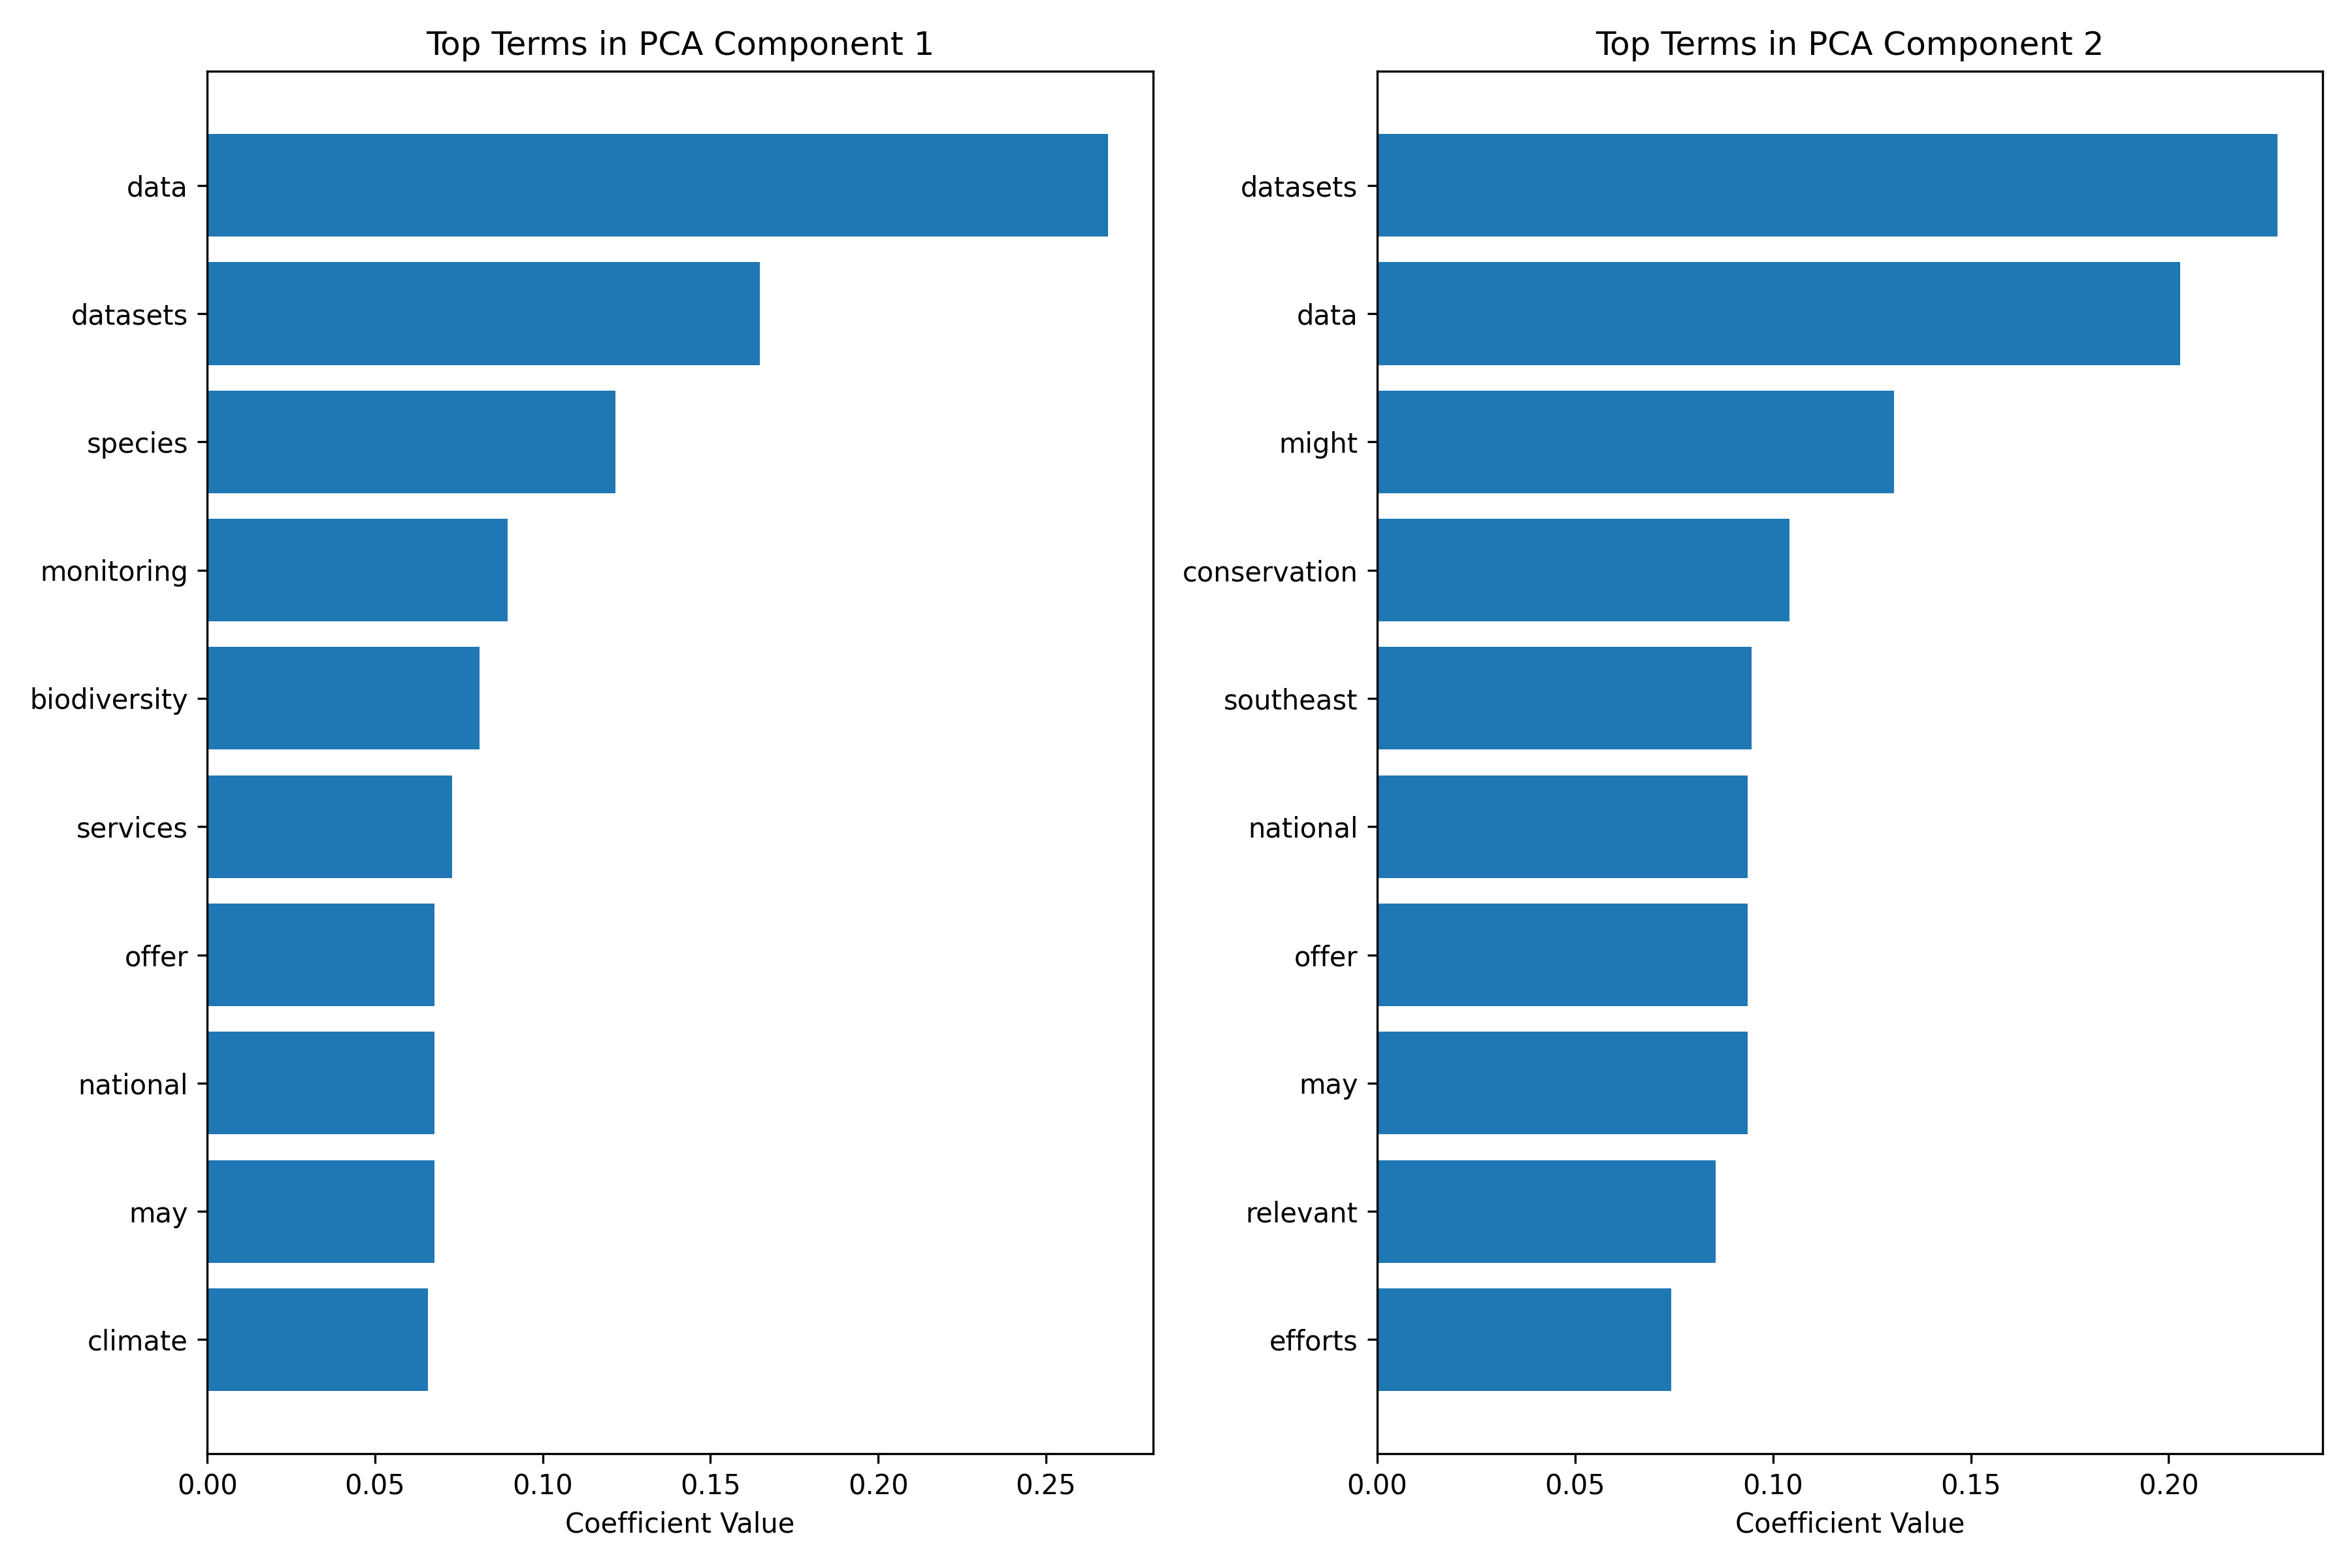 Top Terms in PCA Component 1
data
datasets
species
monitoring
biodiversity
services
offer
national
may
climate
0.00 0.05 0.10 0.15 0.20 0.25
Coefficient Value
Top Terms in PCA Component 2
datasets
data
might
conservation
southeast
national
offer
may
relevant
efforts
0.00 0.05 0.10 0.15 0.20
Coefficient Value